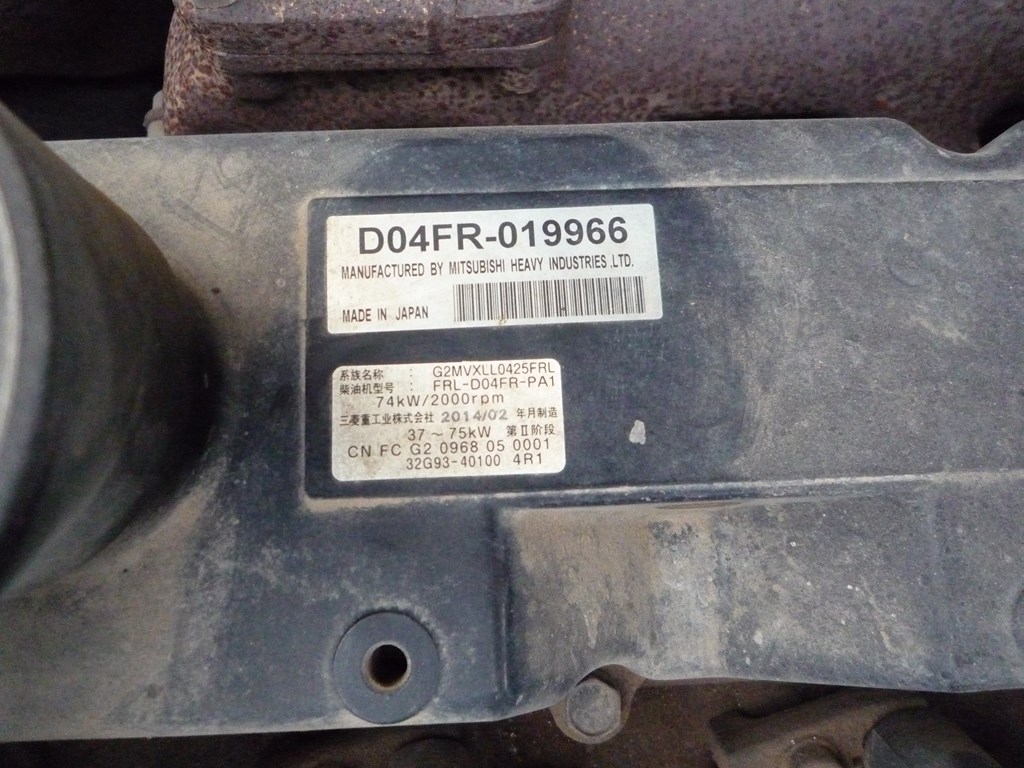 D04FR-019966
MANUFACTURED BY MITSUBISHI HEAVY INDUSTRIES.,LTD.
MADE IN JAPAN
H
系族名称 : G2MVXLL0425FRL
柴油机型号 : FRL-D04FR-PA1
74kW/2000rpm
三菱重工业株式会社 2014/02 年月制造
37～75kW 第Ⅱ阶段
CN FC G2 0968 05 0001
32G93-40100 4R1